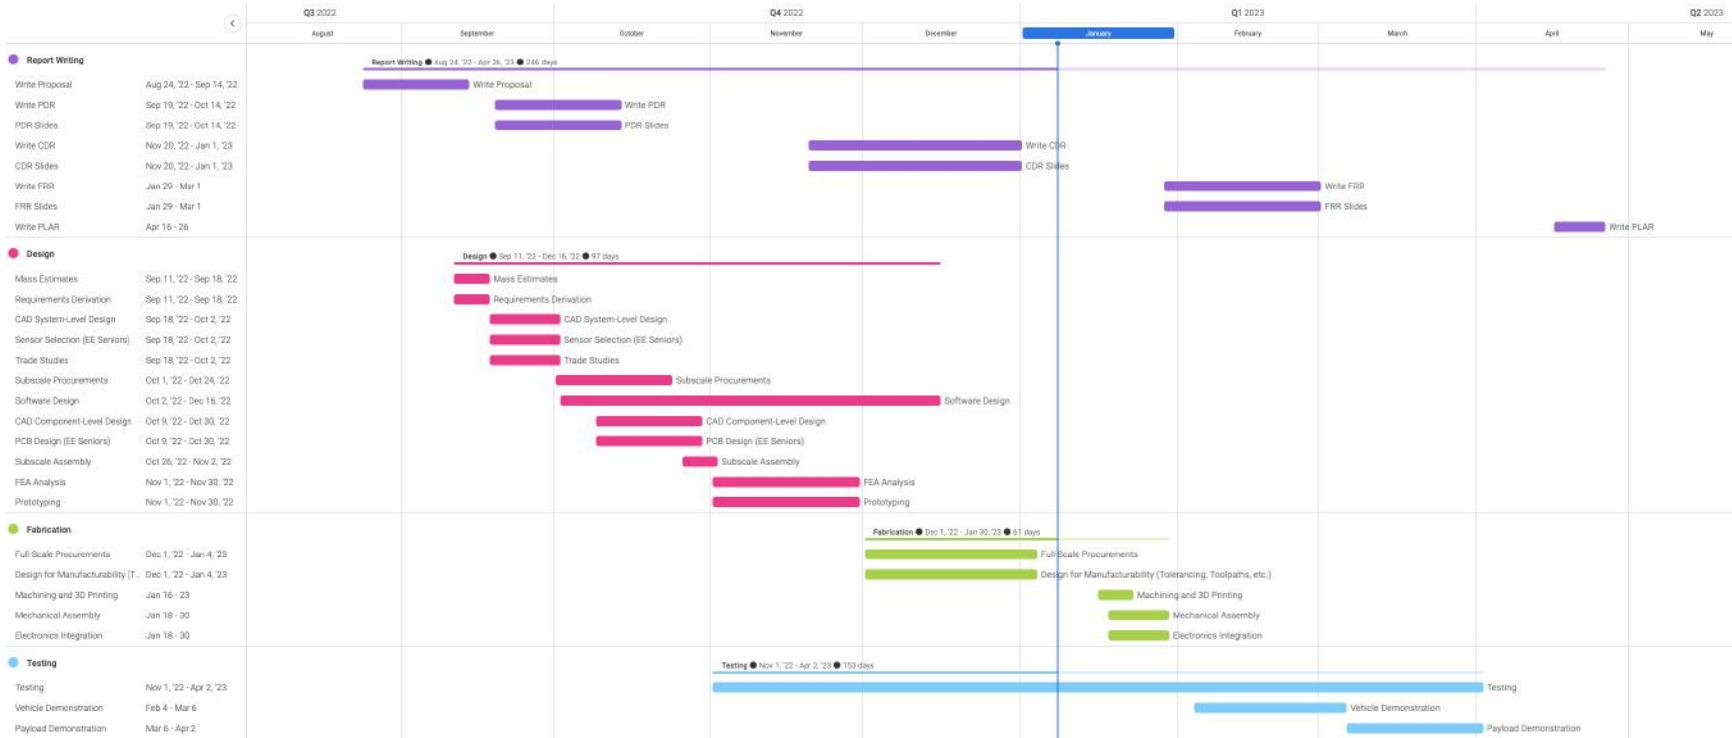 Q3 2022 Q4 2022 Q1 2023 Q2 2023
August September October November December January February March April May
Report Writing Report Writing ● Aug 24, '22 - Apr 26, '23 ● 246 days
Write Proposal Aug 24, '22 - Sep 14, '22 Write Proposal
Write PDR Sep 19, '22 - Oct 14, '22 Write PDR
PDR Slides Sep 19, '22 - Oct 14, '22 PDR Slides
Write CDR Nov 20, '22 - Jan 1, '23 Write CDR
CDR Slides Nov 20, '22 - Jan 1, '23 CDR Slides
Write FRR Jan 29 - Mar 1 Write FRR
FRR Slides Jan 29 - Mar 1 FRR Slides
Write PLAR Apr 16 - 26 Write PLAR
Design Design ● Sep 11, '22 - Dec 16, '22 ● 97 days
Mass Estimates Sep 11, '22 - Sep 18, '22 Mass Estimates
Requirements Derivation Sep 11, '22 - Sep 18, '22 Requirements Derivation
CAD System-Level Design Sep 18, '22 - Oct 2, '22 CAD System-Level Design
Sensor Selection (EE Seniors) Sep 18, '22 - Oct 2, '22 Sensor Selection (EE Seniors)
Trade Studies Sep 18, '22 - Oct 2, '22 Trade Studies
Subscale Procurements Oct 1, '22 - Oct 24, '22 Subscale Procurements
Software Design Oct 2, '22 - Dec 16, '22 Software Design
CAD Component-Level Design Oct 9, '22 - Oct 30, '22 CAD Component-Level Design
PCB Design (EE Seniors) Oct 9, '22 - Oct 30, '22 PCB Design (EE Seniors)
Subscale Assembly Oct 26, '22 - Nov 2, '22 Subscale Assembly
FEA Analysis Nov 1, '22 - Nov 30, '22 FEA Analysis
Prototyping Nov 1, '22 - Nov 30, '22 Prototyping
Fabrication Fabrication ● Dec 1, '22 - Jan 30, '23 ● 61 days
Full-Scale Procurements Dec 1, '22 - Jan 4, '23 Full-Scale Procurements
Design for Manufacturability (T... Dec 1, '22 - Jan 4, '23 Design for Manufacturability (Tolerancing, Toolpaths, etc.)
Machining and 3D Printing Jan 16 - 23 Machining and 3D Printing
Mechanical Assembly Jan 18 - 30 Mechanical Assembly
Electronics Integration Jan 18 - 30 Electronics Integration
Testing Testing ● Nov 1, '22 - Apr 2, '23 ● 153 days
Testing Nov 1, '22 - Apr 2, '23 Testing
Vehicle Demonstration Feb 4 - Mar 6 Vehicle Demonstration
Payload Demonstration Mar 6 - Apr 2 Payload Demonstration